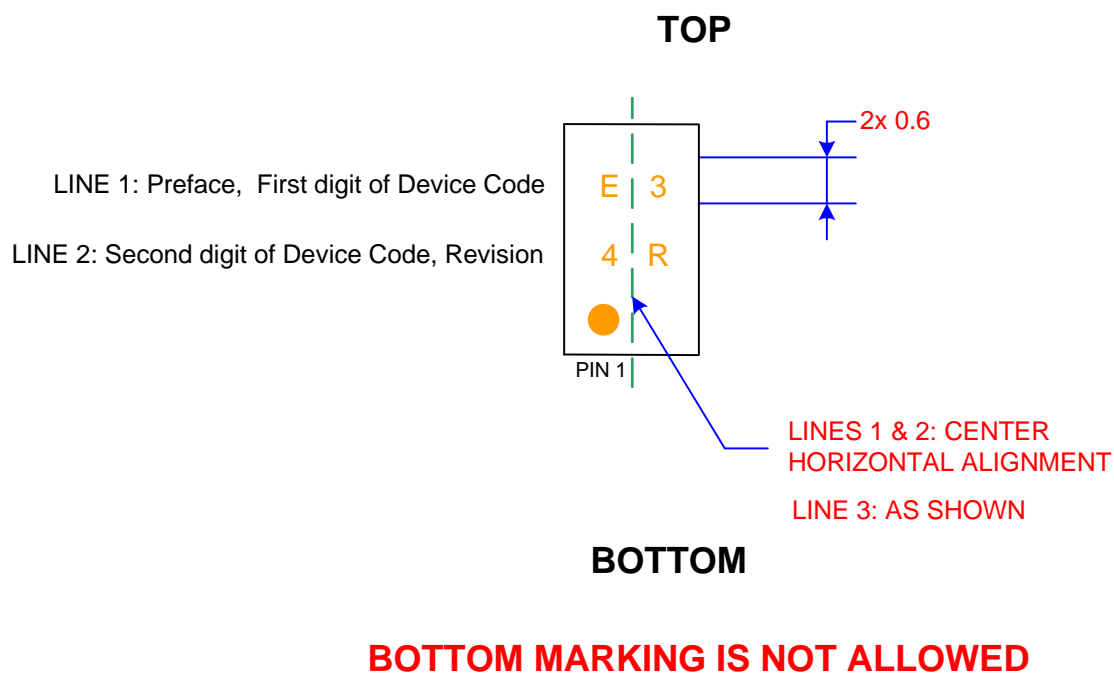 TOP
2x 0.6
LINE 1: Preface,  First digit of Device Code
E 3
LINE 2: Second digit of Device Code, Revision
4 R
PIN 1
LINES 1 & 2: CENTER
HORIZONTAL ALIGNMENT
LINE 3: AS SHOWN
BOTTOM
BOTTOM MARKING IS NOT ALLOWED